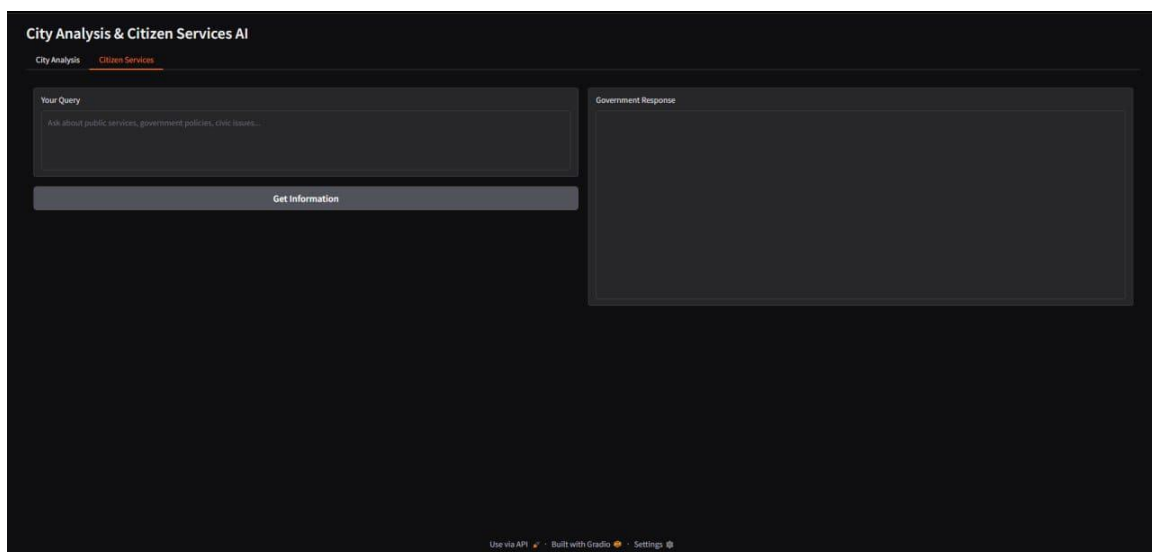 City Analysis & Citizen Services AI
City Analysis Citizen Services
Your Query
Ask about public services, government policies, civic issues...
Get Information
Government Response
Use via API · Built with Gradio · Settings